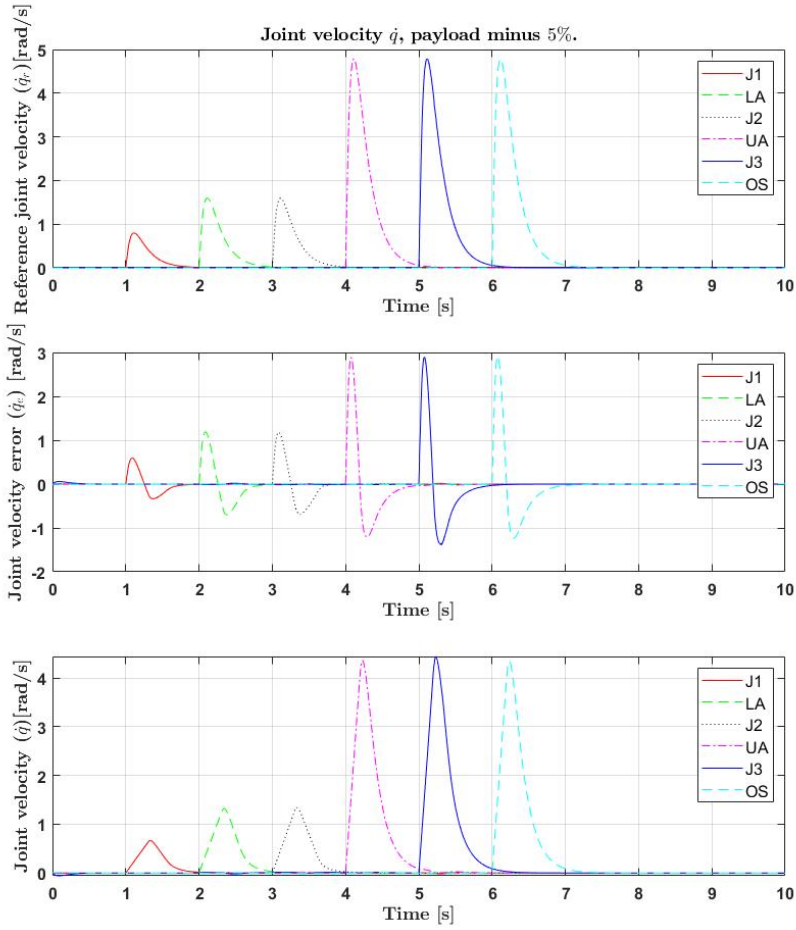 Joint velocity q̇, payload minus 5%.
Reference joint velocity (q̇ᵣ)[rad/s]
5
4
3
2
1
0
0 1 2 3 4 5 6 7 8 9 10
Time [s]
J1
LA
J2
UA
J3
OS
Joint velocity error (q̇ₑ) [rad/s]
3
2
1
0
-1
-2
0 1 2 3 4 5 6 7 8 9 10
Time [s]
J1
LA
J2
UA
J3
OS
Joint velocity (q̇)[rad/s]
4
3
2
1
0
0 1 2 3 4 5 6 7 8 9 10
Time [s]
J1
LA
J2
UA
J3
OS